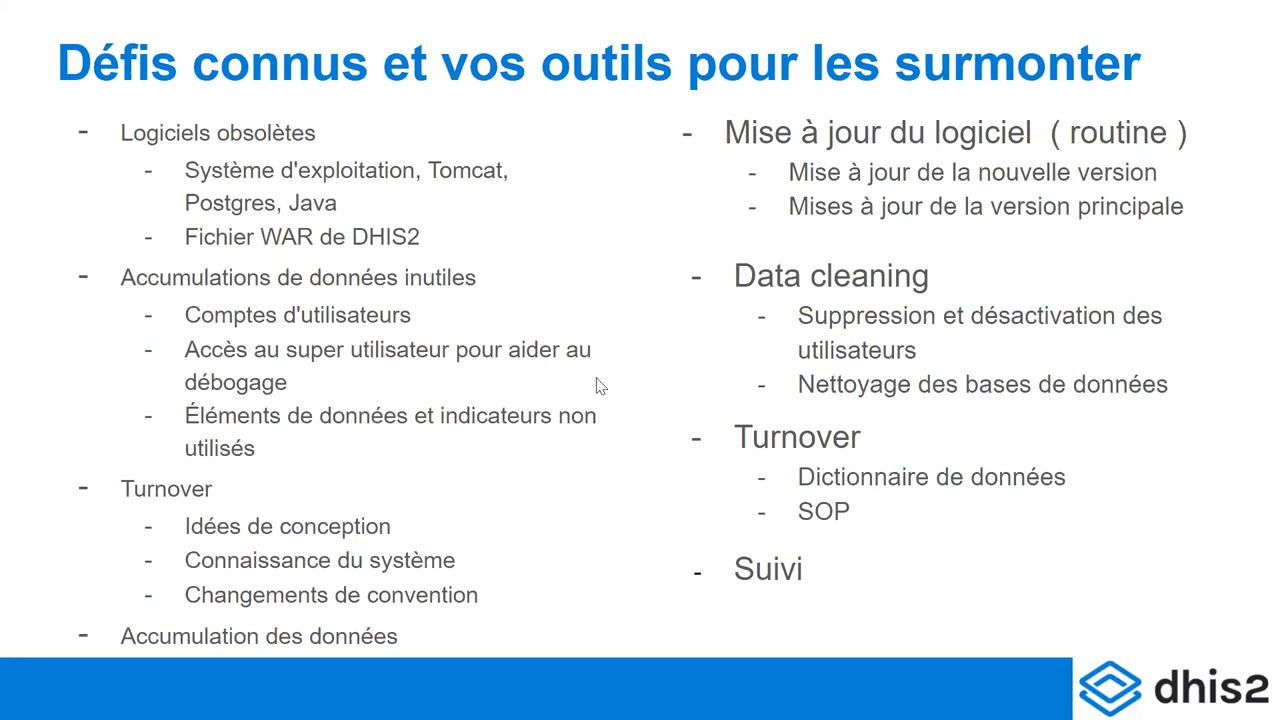 Défis connus et vos outils pour les surmonter
- Logiciels obsolètes
- Système d'exploitation, Tomcat,
Postgres, Java
- Fichier WAR de DHIS2
- Accumulations de données inutiles
- Comptes d'utilisateurs
- Accès au super utilisateur pour aider au
débogage
- Éléments de données et indicateurs non
utilisés
- Turnover
- Idées de conception
- Connaissance du système
- Changements de convention
- Accumulation des données
- Mise à jour du logiciel ( routine )
- Mise à jour de la nouvelle version
- Mises à jour de la version principale
- Data cleaning
- Suppression et désactivation des
utilisateurs
- Nettoyage des bases de données
- Turnover
- Dictionnaire de données
- SOP
- Suivi
dhis2